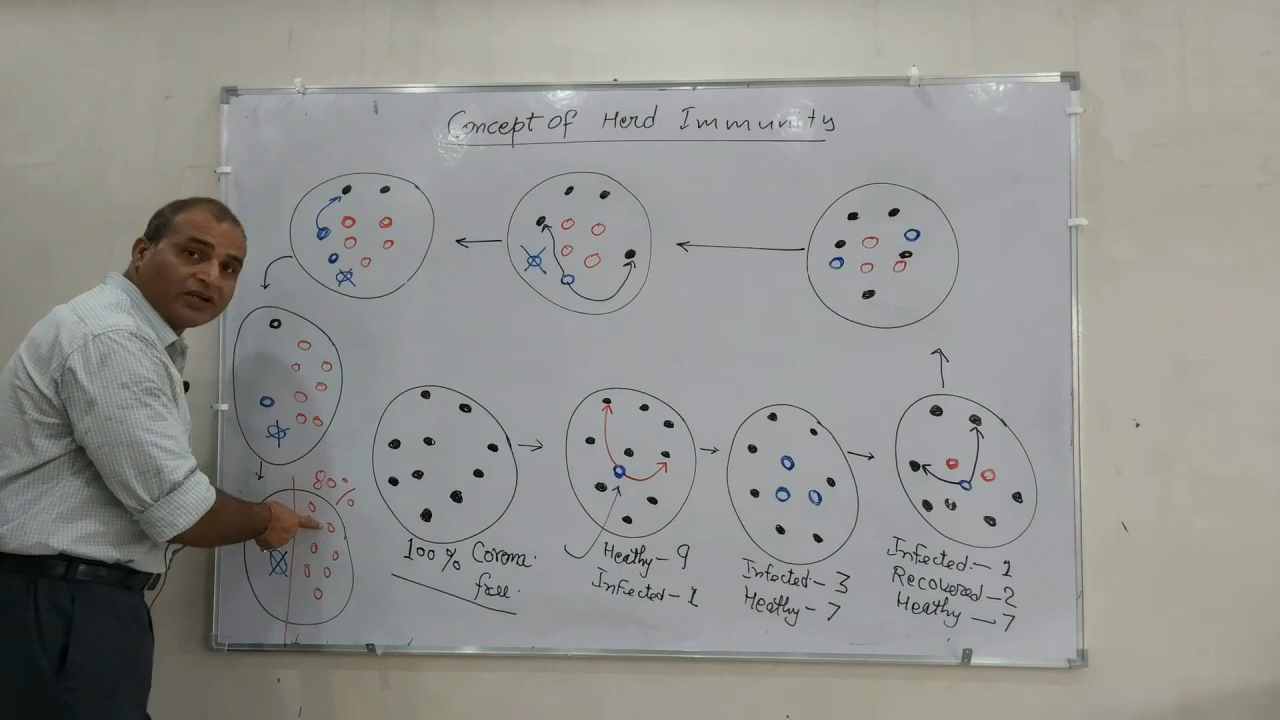 Concept of Herd Immunity
80%
100% Corona
free.
Heathy - 9
Infected - 1
Infected - 3
Heathy - 7
Infected - 1
Recovered - 2
Heathy - 7